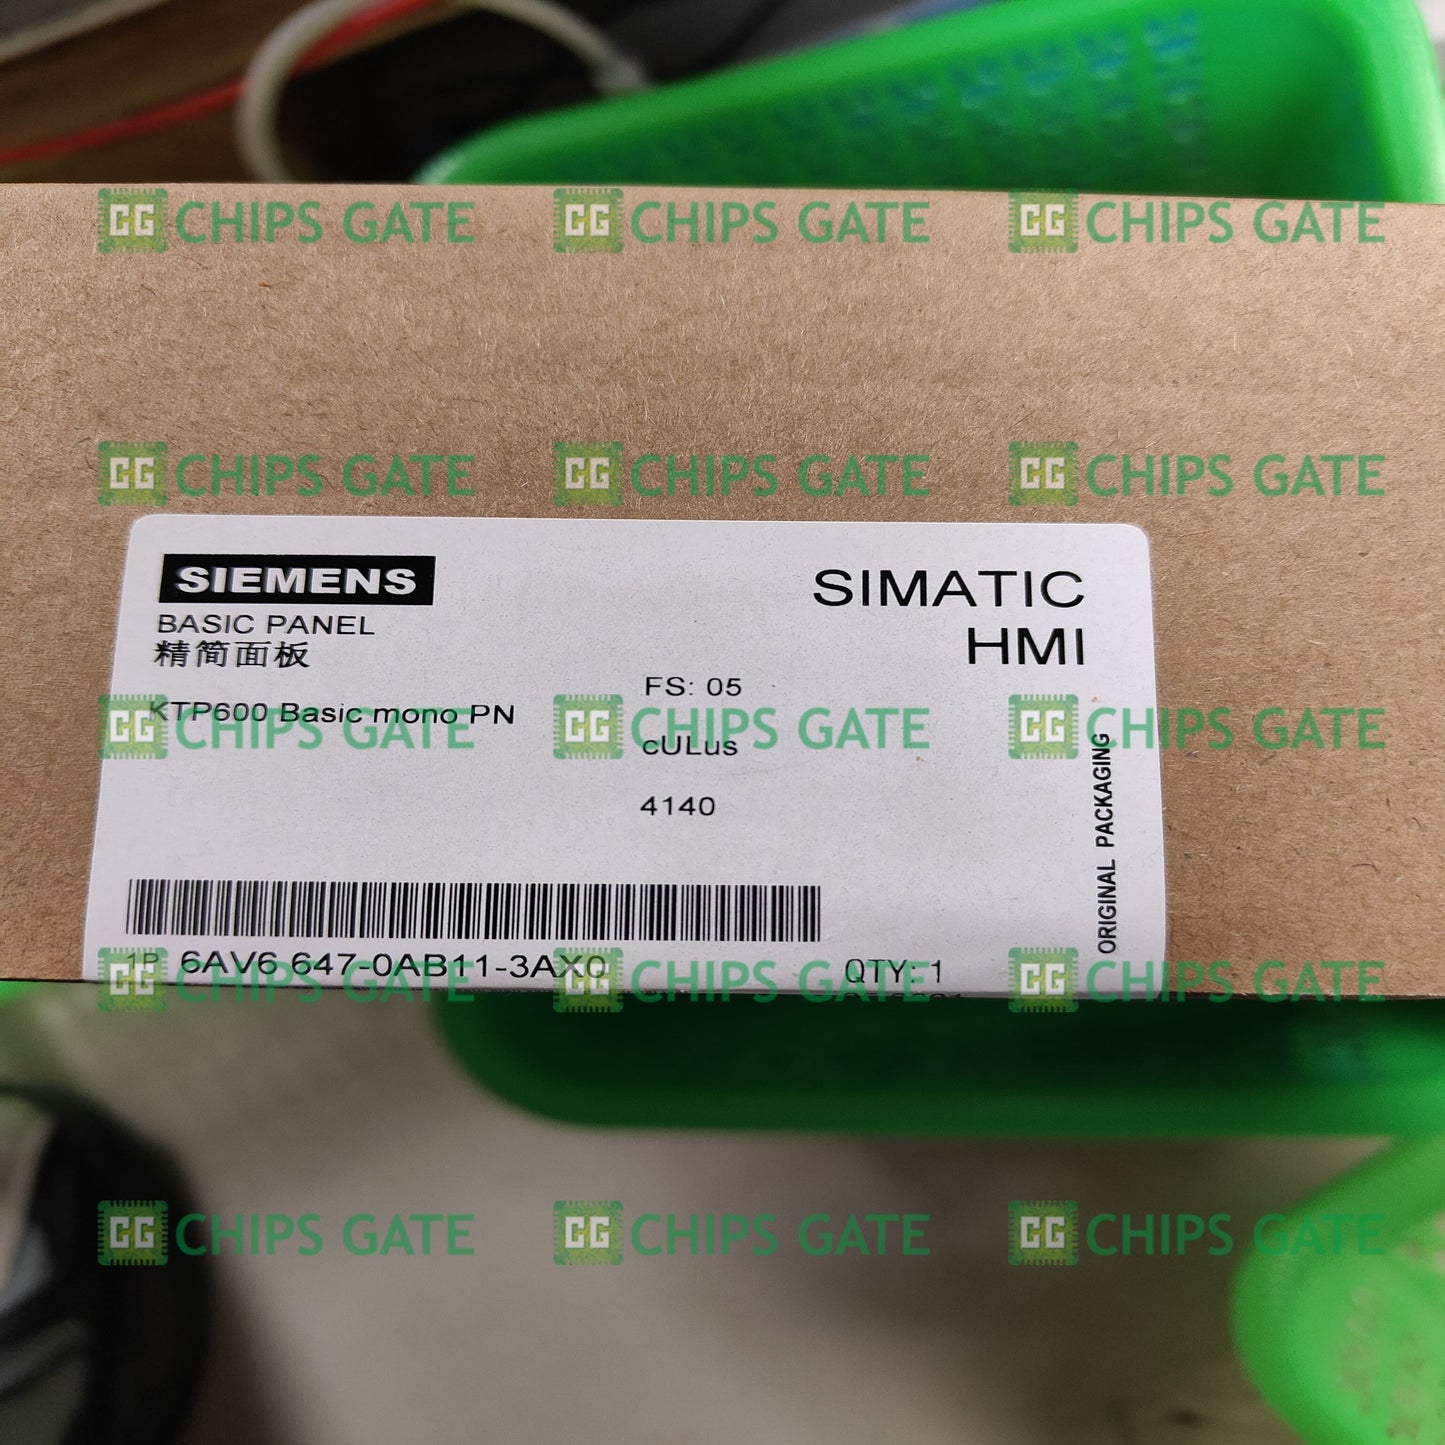 CG CHIPS GATE CG CHIPS GATE CG CHIPS GATE
CG CHIPS GATE CG CHIPS GATE CG CHIPS GATE
SIEMENS
BASIC PANEL
精简面板
SIMATIC
HMI
FS: 05
KTP600 Basic mono PN
CG CHIPS GATE CG CHIPS GATE CG CHIPS GATE
cULus
4140
ORIGINAL PACKAGING
1P 6AV6 647-0AB11-3AX0
QTY: 1
CG CHIPS GATE CG CHIPS GATE CG CHIPS GATE
CG CHIPS GATE CG CHIPS GATE CG CHIPS GATE